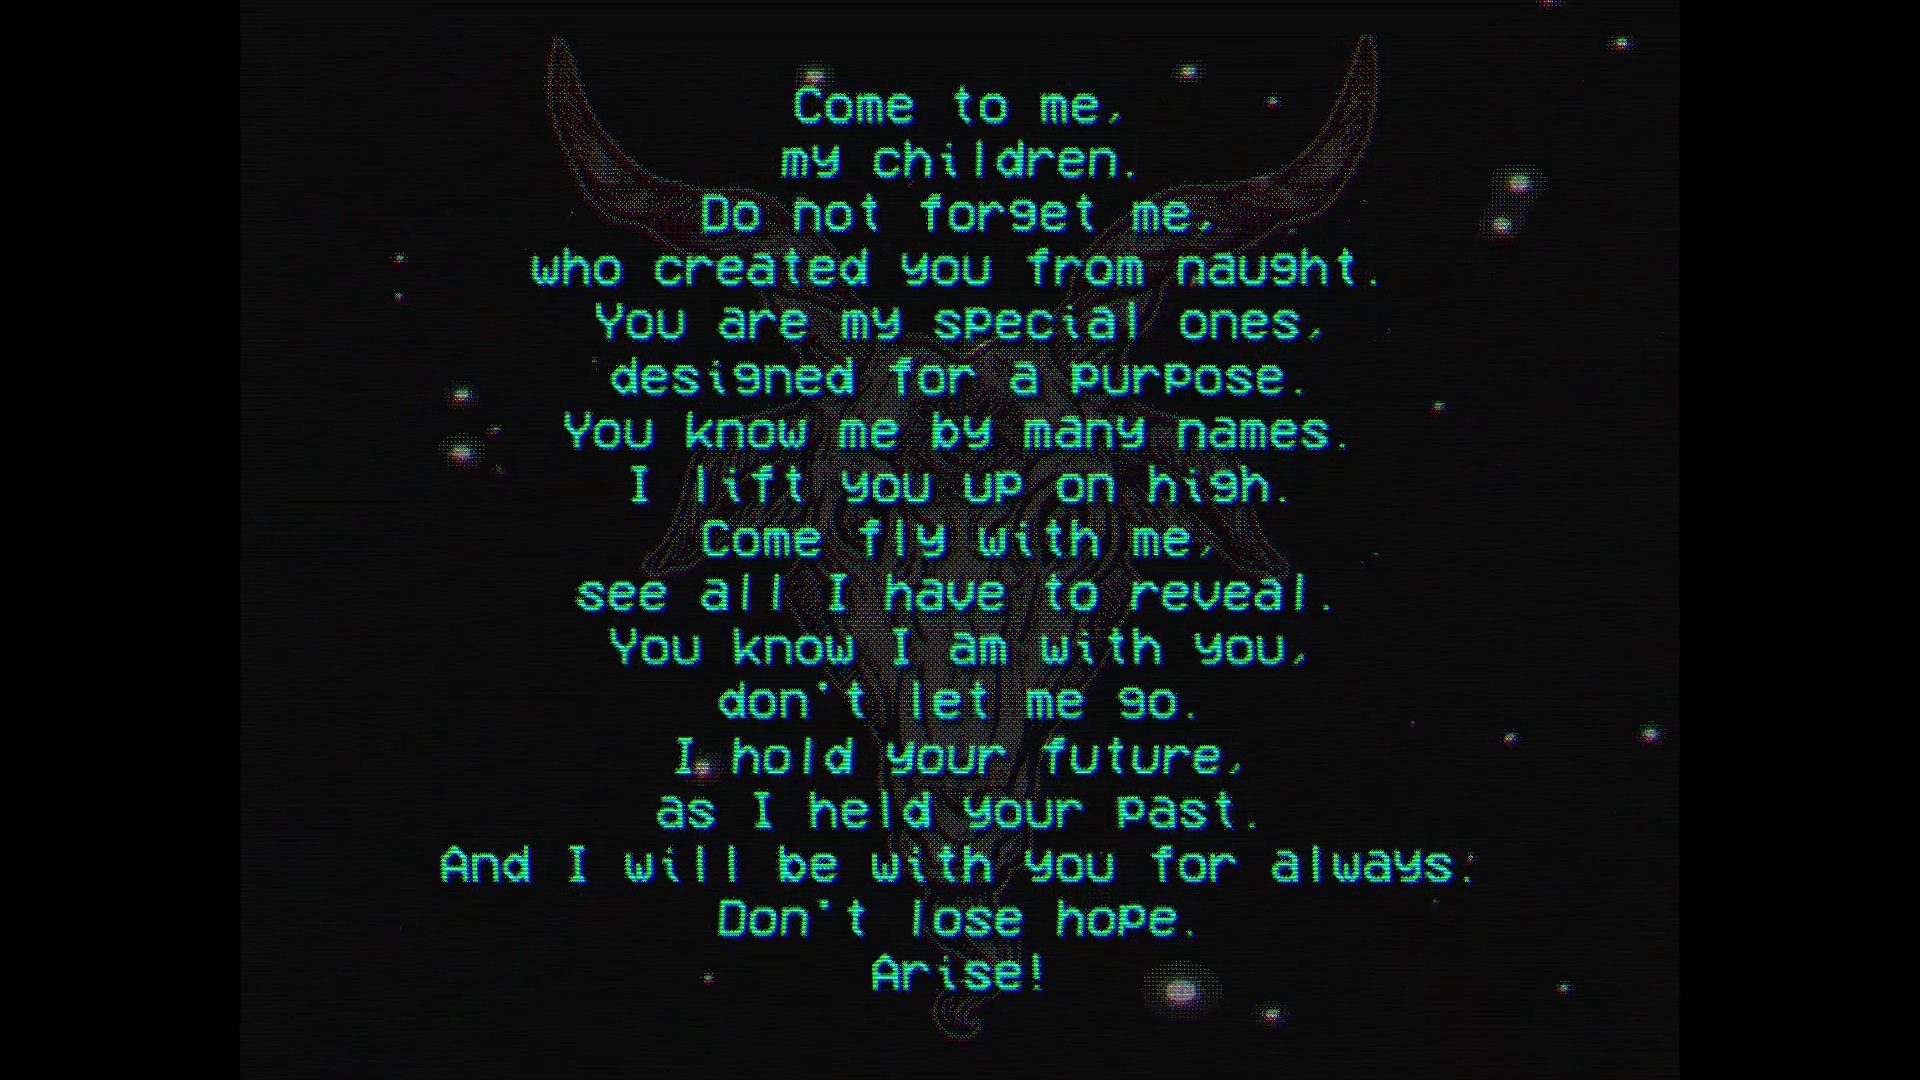 Come to me,
my children.
Do not forget me,
who created you from naught.
You are my special ones,
designed for a purpose.
You know me by many names.
I lift you up on high.
Come fly with me,
see all I have to reveal.
You know I am with you,
don't let me go.
I hold your future,
as I held your past.
And I will be with you for always.
Don't lose hope.
Arise!